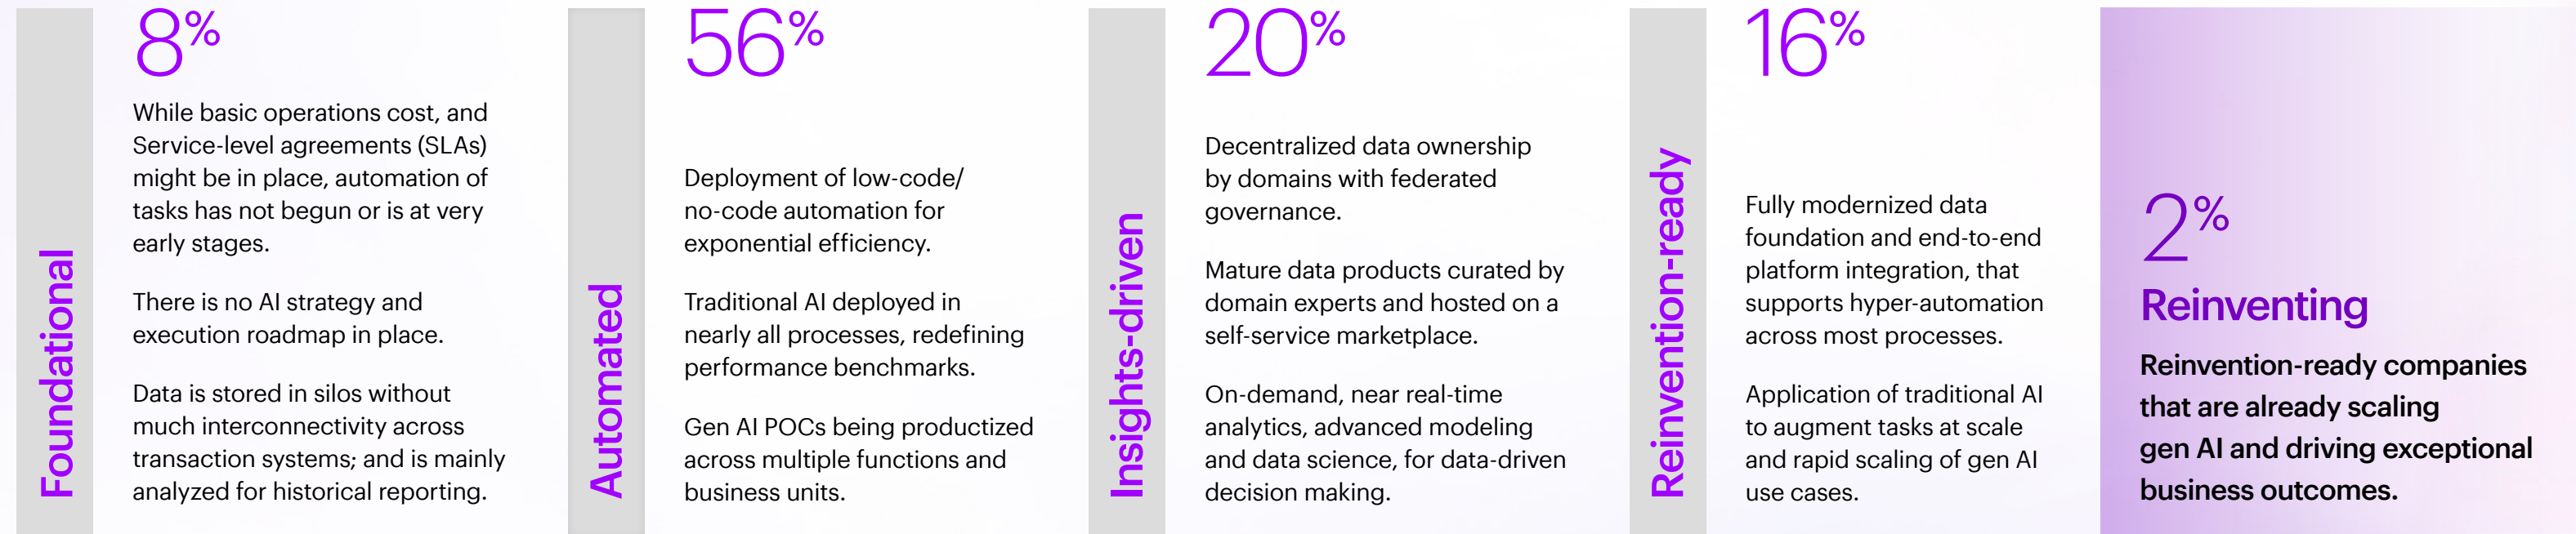 Foundational
8%
While basic operations cost, and
Service-level agreements (SLAs)
might be in place, automation of
tasks has not begun or is at very
early stages.
There is no AI strategy and
execution roadmap in place.
Data is stored in silos without
much interconnectivity across
transaction systems; and is mainly
analyzed for historical reporting.
Automated
56%
Deployment of low-code/
no-code automation for
exponential efficiency.
Traditional AI deployed in
nearly all processes, redefining
performance benchmarks.
Gen AI POCs being productized
across multiple functions and
business units.
Insights-driven
20%
Decentralized data ownership
by domains with federated
governance.
Mature data products curated by
domain experts and hosted on a
self-service marketplace.
On-demand, near real-time
analytics, advanced modeling
and data science, for data-driven
decision making.
Reinvention-ready
16%
Fully modernized data
foundation and end-to-end
platform integration, that
supports hyper-automation
across most processes.
Application of traditional AI
to augment tasks at scale
and rapid scaling of gen AI
use cases.
2%
Reinventing
Reinvention-ready companies
that are already scaling
gen AI and driving exceptional
business outcomes.